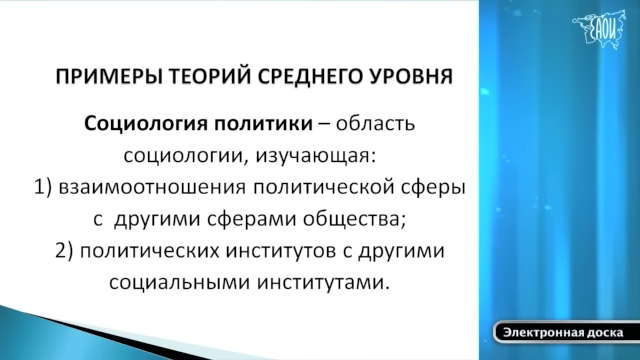 ЕАОИ
ПРИМЕРЫ ТЕОРИЙ СРЕДНЕГО УРОВНЯ
Социология политики – область
социологии, изучающая:
1) взаимоотношения политической сферы
с другими сферами общества;
2) политических институтов с другими
социальными институтами.
Электронная доска